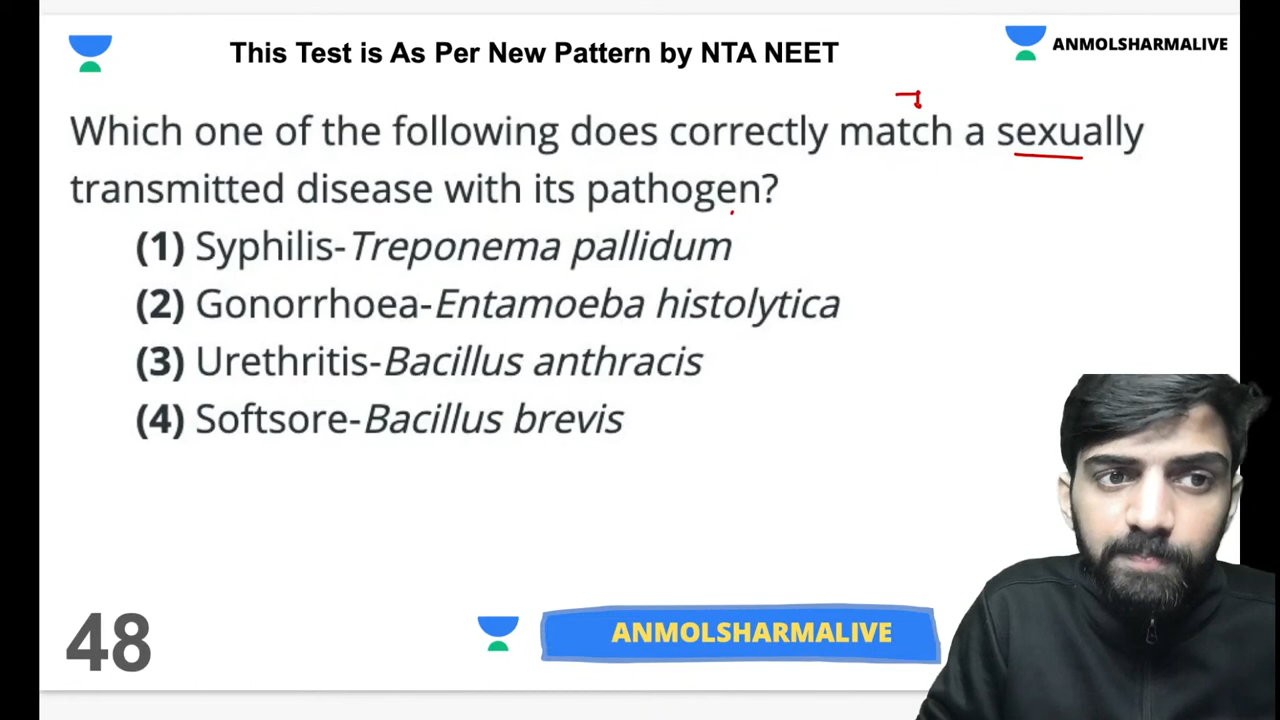 This Test is As Per New Pattern by NTA NEET
ANMOLSHARMALIVE
Which one of the following does correctly match a sexually
transmitted disease with its pathogen?
(1) Syphilis-Treponema pallidum
(2) Gonorrhoea-Entamoeba histolytica
(3) Urethritis-Bacillus anthracis
(4) Softsore-Bacillus brevis
48
ANMOLSHARMALIVE